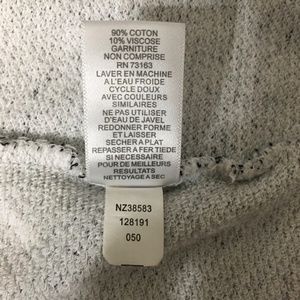 90% COTON
10% VISCOSE
GARNITURE
NON COMPRISE
RN 73163
LAVER EN MACHINE
A L'EAU FROIDE
CYCLE DOUX
AVEC COULEURS
SIMILAIRES
NE PAS UTILISER
D'EAU DE JAVEL
REDONNER FORME
ET LAISSER
SECHER A PLAT
REPASSER A FER TIEDE
SI NECESSAIRE
POUR DE MEILLEURS
RESULTATS
NETTOYAGE A SEC
NZ38583
128191
050